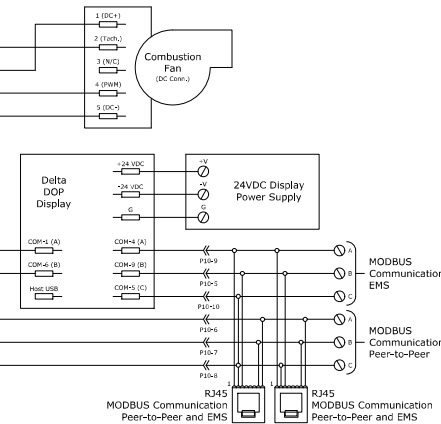 1 (DC+)
2 (Tach.)
3 (N/C)
4 (PWM)
5 (DC-)
Combustion
Fan
(DC Conn.)
Delta
DOP
Display
+24 VDC
-24 VDC
G
+V
-V
G
24VDC Display
Power Supply
COM-1 (A)
COM-6 (B)
Host USB
COM-4 (A)
COM-9 (B)
COM-5 (C)
P10-9
P10-5
P10-10
P10-6
P10-7
P10-8
A
B
C
MODBUS
Communication
EMS
A
B
C
MODBUS
Communication
Peer-to-Peer
1
1
RJ45
MODBUS Communication
Peer-to-Peer and EMS
RJ45
MODBUS Communication
Peer-to-Peer and EMS